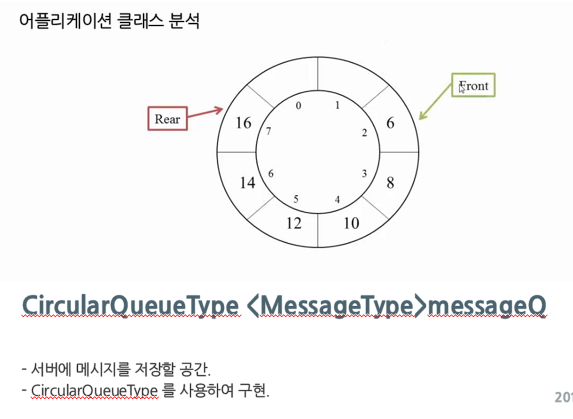 어플리케이션 클래스 분석
Rear
Front
0
1
2
3
4
5
6
7
6
8
10
12
14
16
CircularQueueType <MessageType>messageQ
- 서버에 메시지를 저장할 공간.
- CircularQueueType 를 사용하여 구현.